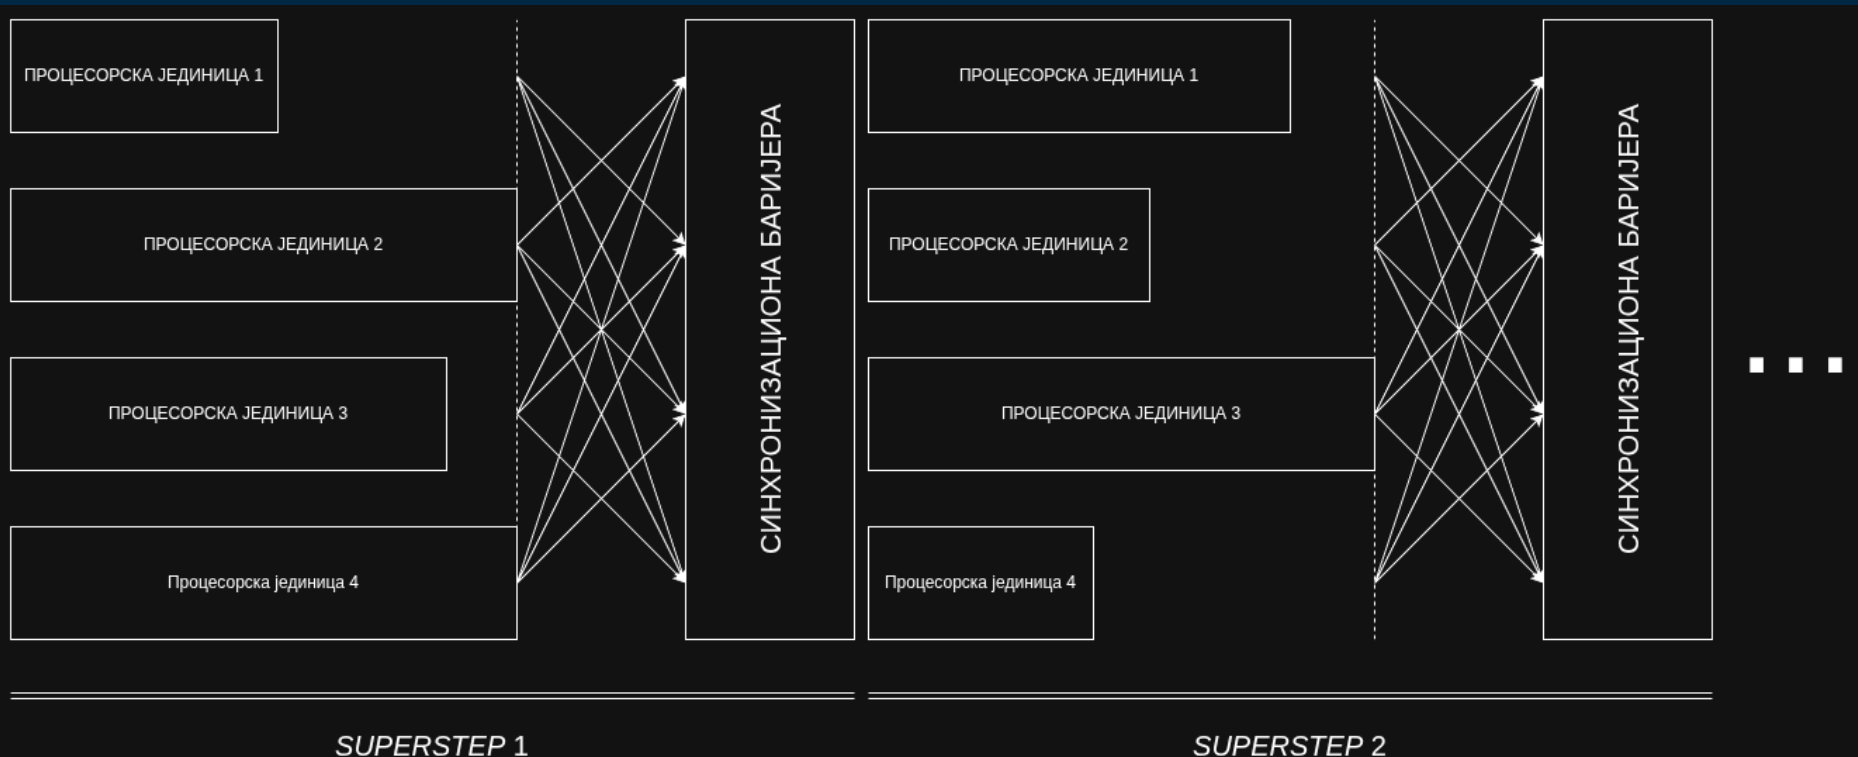 ПРОЦЕСОРСКА ЈЕДИНИЦА 1
ПРОЦЕСОРСКА ЈЕДИНИЦА 2
ПРОЦЕСОРСКА ЈЕДИНИЦА 3
Процесорска јединица 4
СИНХРОНИЗАЦИОНА БАРИЈЕРА
SUPERSTEP 1
ПРОЦЕСОРСКА ЈЕДИНИЦА 1
ПРОЦЕСОРСКА ЈЕДИНИЦА 2
ПРОЦЕСОРСКА ЈЕДИНИЦА 3
Процесорска јединица 4
СИНХРОНИЗАЦИОНА БАРИЈЕРА
SUPERSTEP 2